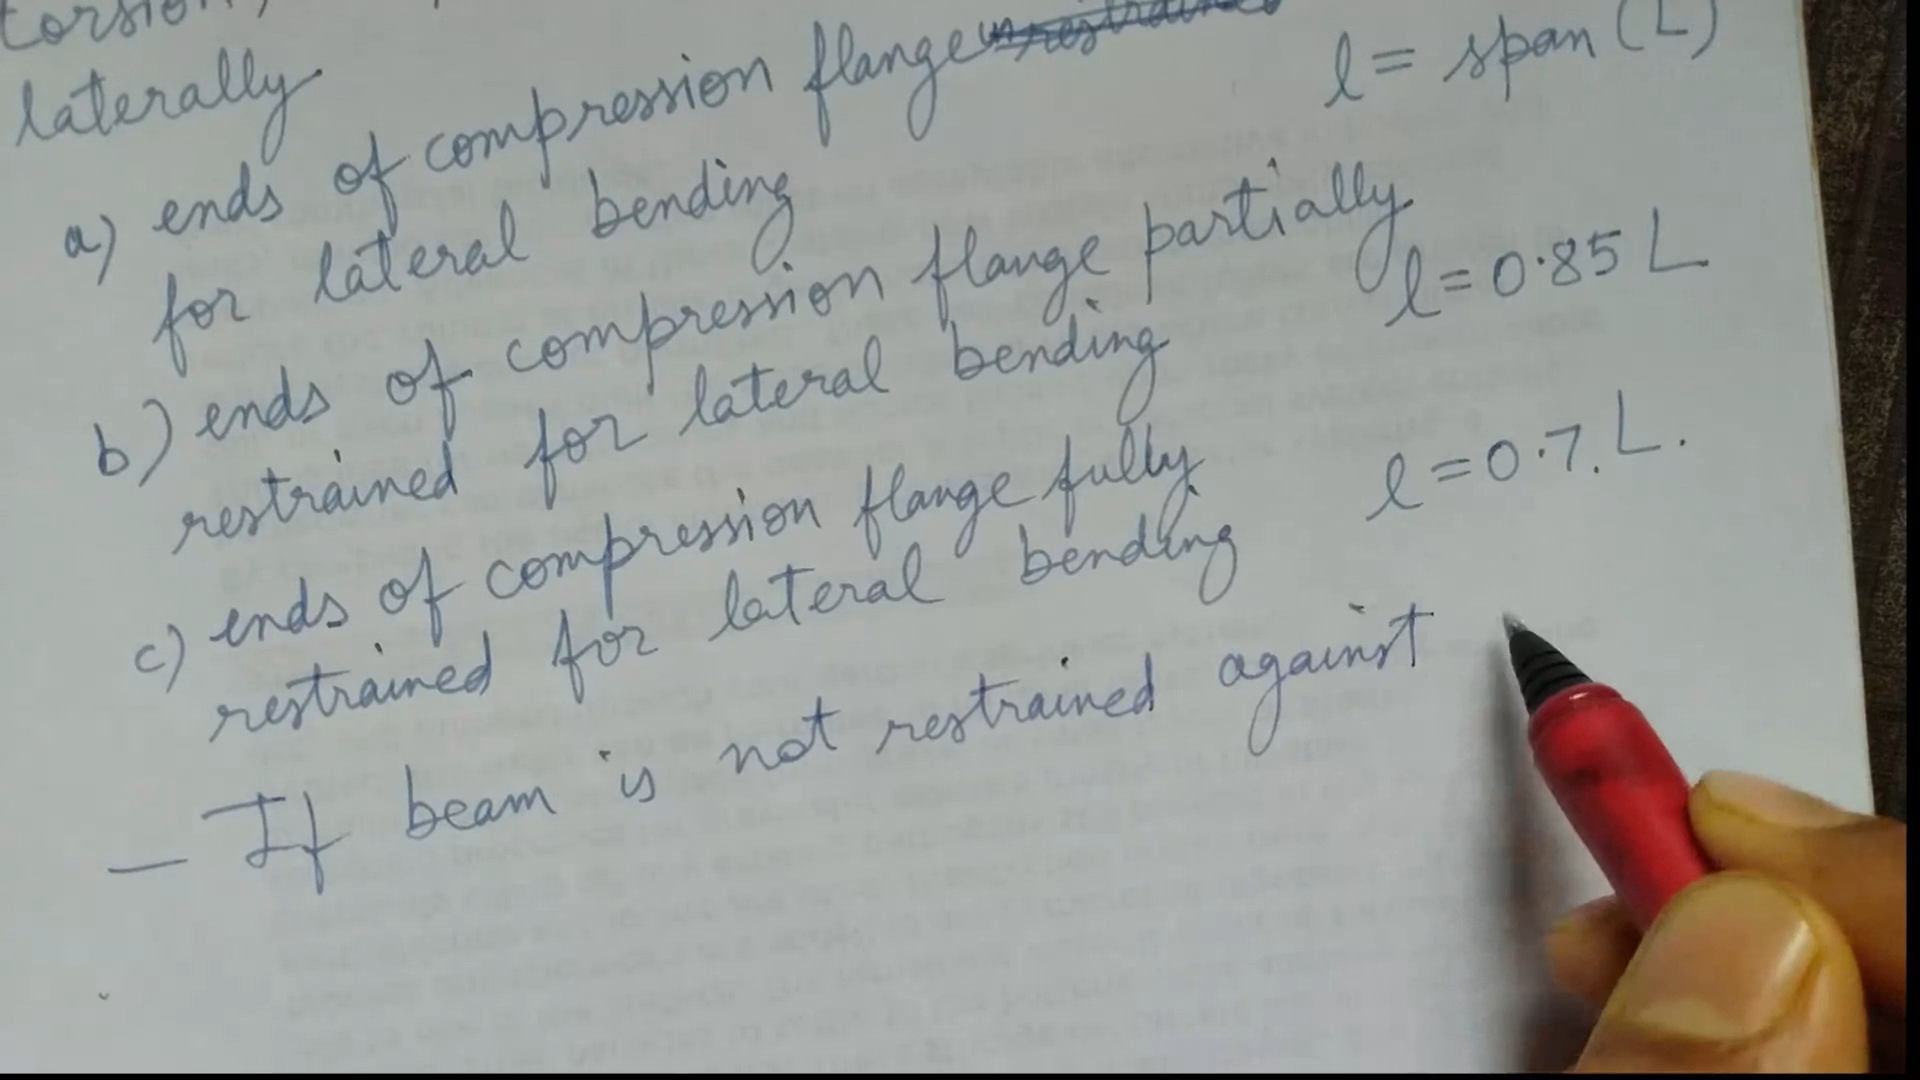 torsion,
laterally
a) ends of compression flange l = span (L)
for lateral bending
b) ends of compression flange partially
restrained for lateral bending l = 0.85 L
c) ends of compression flange fully
restrained for lateral bending l = 0.7. L.
— If beam is not restrained against